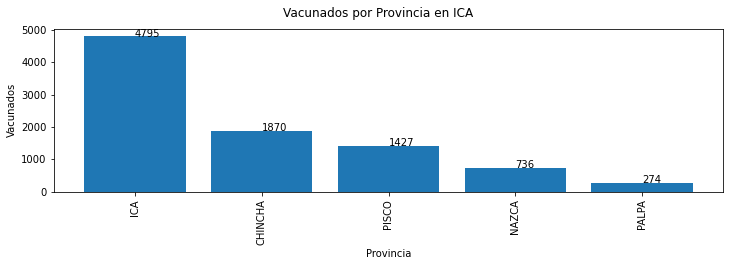 Vacunados por Provincia en ICA
Vacunados
5000
4000
3000
2000
1000
0
4795
1870
1427
736
274
ICA
CHINCHA
PISCO
NAZCA
PALPA
Provincia